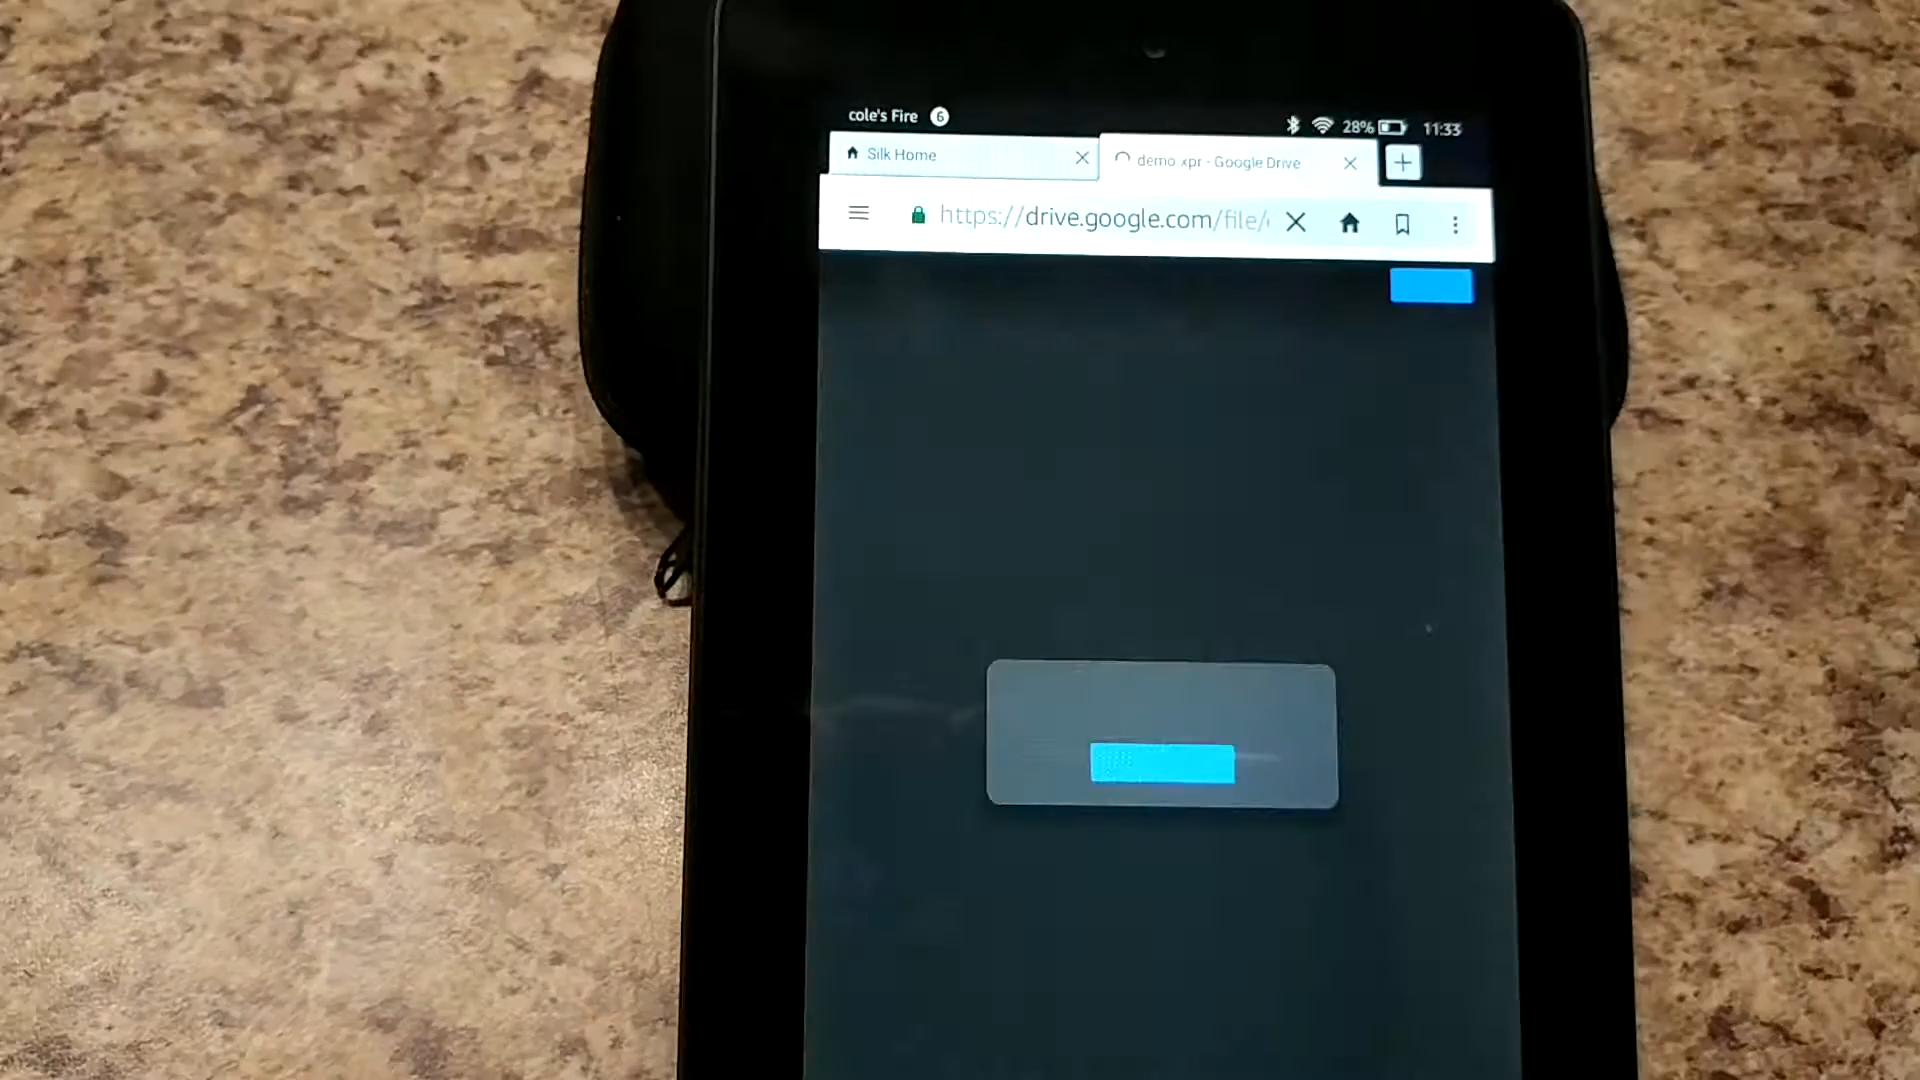 cole's Fire 6 28% 11:33
Silk Home demo xpr - Google Drive
https://drive.google.com/file/